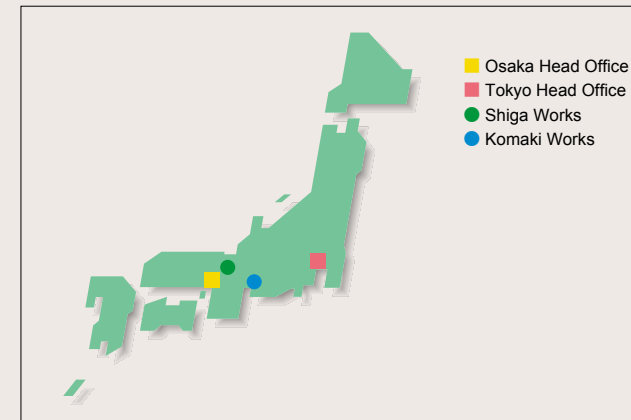 Osaka Head Office
Tokyo Head Office
Shiga Works
Komaki Works